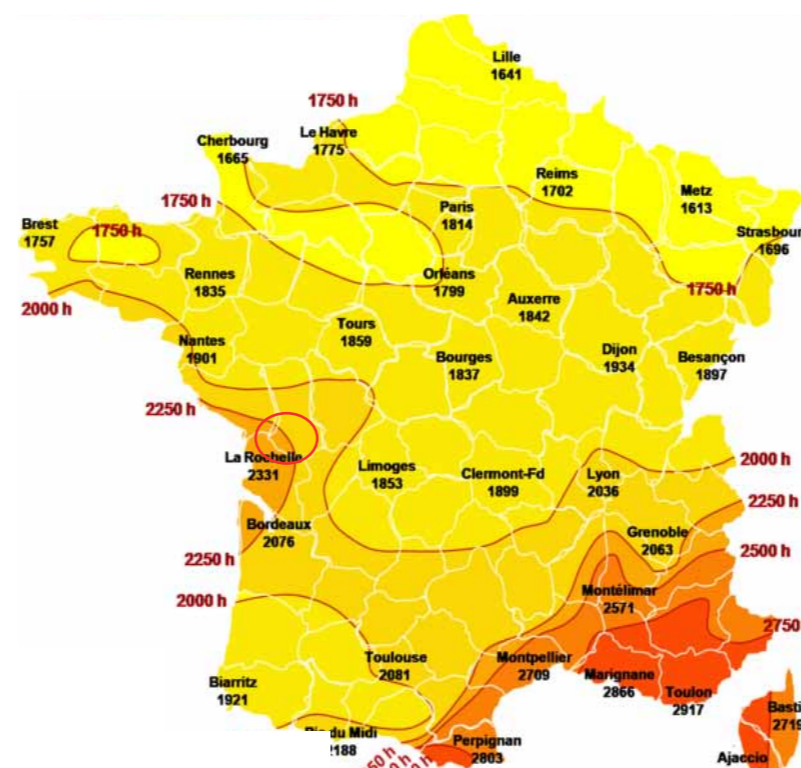 Lille
1641
1750 h
Le Havre
1775
Cherbourg
1665
Reims
1702
Metz
1613
1750 h
Paris
1814
Brest
1757
1750 h
Strasbour
1696
Rennes
1835
Orléans
1799
1750 h
2000 h
Auxerre
1842
Tours
1859
Nantes
1901
Bourges
1837
Dijon
1934
Besançon
1897
2250 h
La Rochelle
2331
Limoges
1853
Clermont-Fd
1899
Lyon
2036
2000 h
2250 h
Bordeaux
2076
Grenoble
2063
2500 h
2250 h
2000 h
Montélimar
2571
2750
Toulouse
2081
Montpellier
2709
Marignane
2866
Toulon
2917
Biarritz
1921
Basti
2719
du Midi
2188
Perpignan
2803
Ajaccio